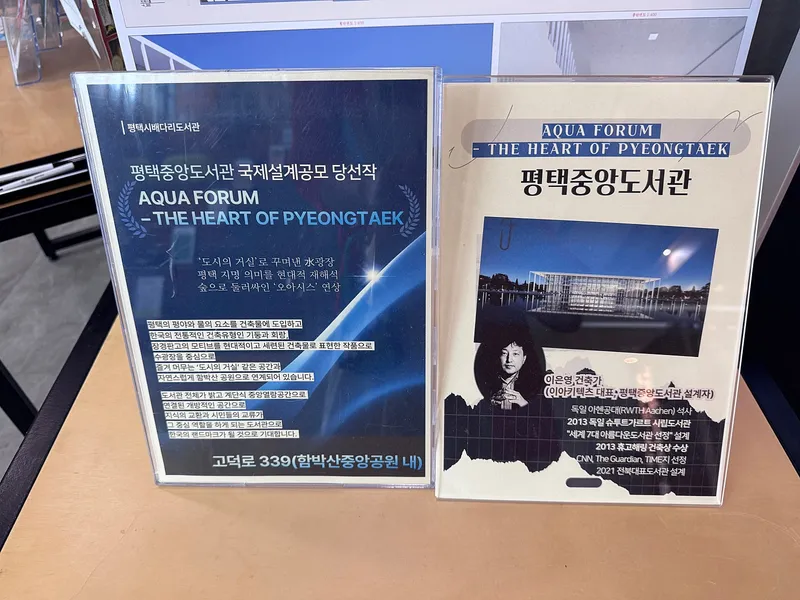 평택시배다리도서관
평택중앙도서관 국제설계공모 당선작
AQUA FORUM
– THE HEART OF PYEONGTAEK
'도시의 거실'로 꾸며낸 水광장
평택 지명 의미를 현대적 재해석
숲으로 둘러싸인 '오아시스' 연상
평택의 평야와 물의 요소를 건축물에 도입하고
한국의 전통적인 건축유형인 기둥과 회랑,
장경판고의 모티브를 현대적이고 세련된 건축물로 표현한 작품으로
수광장을 중심으로
즐겨 머무는 '도시의 거실' 같은 공간과
자연스럽게 함박산 공원으로 연계되어 있습니다.
도서관 전체가 밝고 계단식 중앙열람공간으로
연결된 개방적인 공간으로
지식의 교환과 시민들의 교류가
그 중심 역할을 하게 되는 도서관으로
한국의 랜드마크가 될 것으로 기대합니다.
고덕로 339(함박산중앙공원 내)
AQUA FORUM
– THE HEART OF PYEONGTAEK
평택중앙도서관
이은영,건축가,
(이아키텍츠 대표, 평택중앙도서관 설계자)
독일 아헨공대(RWTH Aachen) 석사
2013 독일 슈투트가르트 시립도서관
"세계 7대 아름다운도서관 선정" 설계
2013 휴고헤링 건축상 수상
CNN, The Guardian, TIME지 선정
2021 전북대표도서관 설계